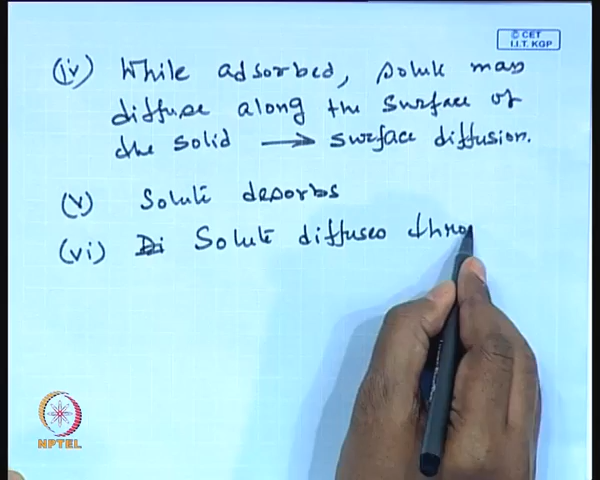 © CET
I.I.T. KGP
(iv) While adsorbed, solute may
diffuse along the surface of
the solid → surface diffusion.
(v) Solute desorbs
(vi) Di Solute diffuses thro
NPTEL